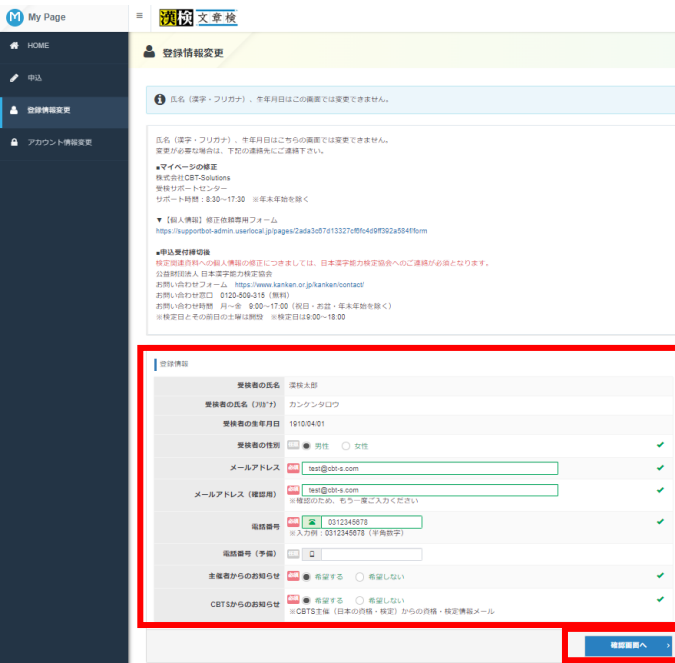 My Page
漢検 文章検
HOME
申込
登録情報変更
アカウント情報変更
登録情報変更
氏名（漢字・フリガナ）、生年月日はこの画面では変更できません。
氏名（漢字・フリガナ）、生年月日はこちらの画面では変更できません。
変更が必要な場合は、下記の連絡先にご連絡下さい。
■マイページの修正
株式会社CBT-Solutions
受検サポートセンター
サポート時間：8:30～17:30　※年末年始を除く
▼【個人情報】修正依頼専用フォーム
https://supportbot-admin.userlocal.jp/pages/2ada3c67d13327cf6fc4d9ff392a584f/form
■申込受付締切後
検定関連資料への個人情報の修正につきましては、日本漢字能力検定協会へのご連絡が必須となります。
公益財団法人 日本漢字能力検定協会
お問い合わせフォーム　https://www.kanken.or.jp/kanken/contact/
お問い合わせ窓口　0120-509-315（無料）
お問い合わせ時間　月～金　9:00～17:00（祝日・お盆・年末年始を除く）
※検定日とその前日の土曜は開設　※検定日は9:00～18:00
登録情報
受検者の氏名　漢検太郎
受検者の氏名（フリガナ）　カンケンタロウ
受検者の生年月日　1910/04/01
受検者の性別　男性　女性
メールアドレス　必須　test@cbt-s.com
メールアドレス（確認用）　必須　test@cbt-s.com
※確認のため、もう一度ご入力ください
電話番号　必須　0312345678
※入力例：0312345678（半角数字）
電話番号（予備）
主催者からのお知らせ　必須　希望する　希望しない
CBTSからのお知らせ　必須　希望する　希望しない
※CBTS主催（日本の資格・検定）からの資格・検定情報メール
確認画面へ